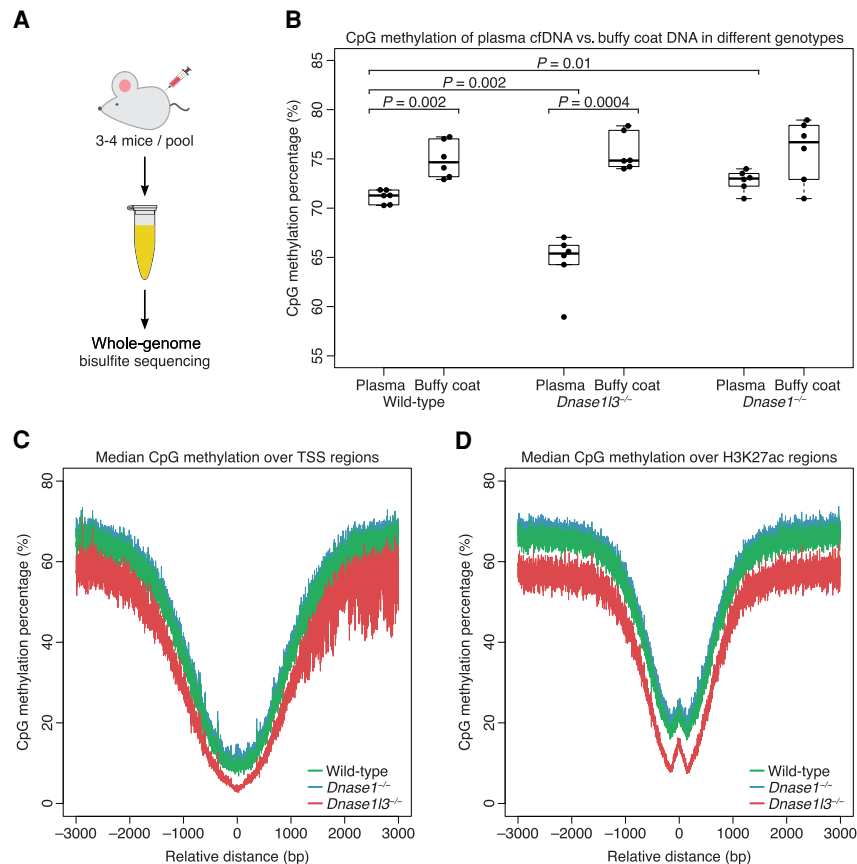 A
3-4 mice / pool
Whole-genome
bisulfite sequencing
B
CpG methylation of plasma cfDNA vs. buffy coat DNA in different genotypes
CpG methylation percentage (%)
85
80
75
70
65
60
55
P = 0.01
P = 0.002
P = 0.002
P = 0.0004
Plasma Buffy coat Plasma Buffy coat Plasma Buffy coat
Wild-type Dnase1l3−/− Dnase1−/−
C
Median CpG methylation over TSS regions
CpG methylation percentage (%)
80
60
40
20
0
Wild-type
Dnase1−/−
Dnase1l3−/−
−3000 −2000 −1000 0 1000 2000 3000
Relative distance (bp)
D
Median CpG methylation over H3K27ac regions
CpG methylation percentage (%)
80
60
40
20
0
Wild-type
Dnase1−/−
Dnase1l3−/−
−3000 −2000 −1000 0 1000 2000 3000
Relative distance (bp)